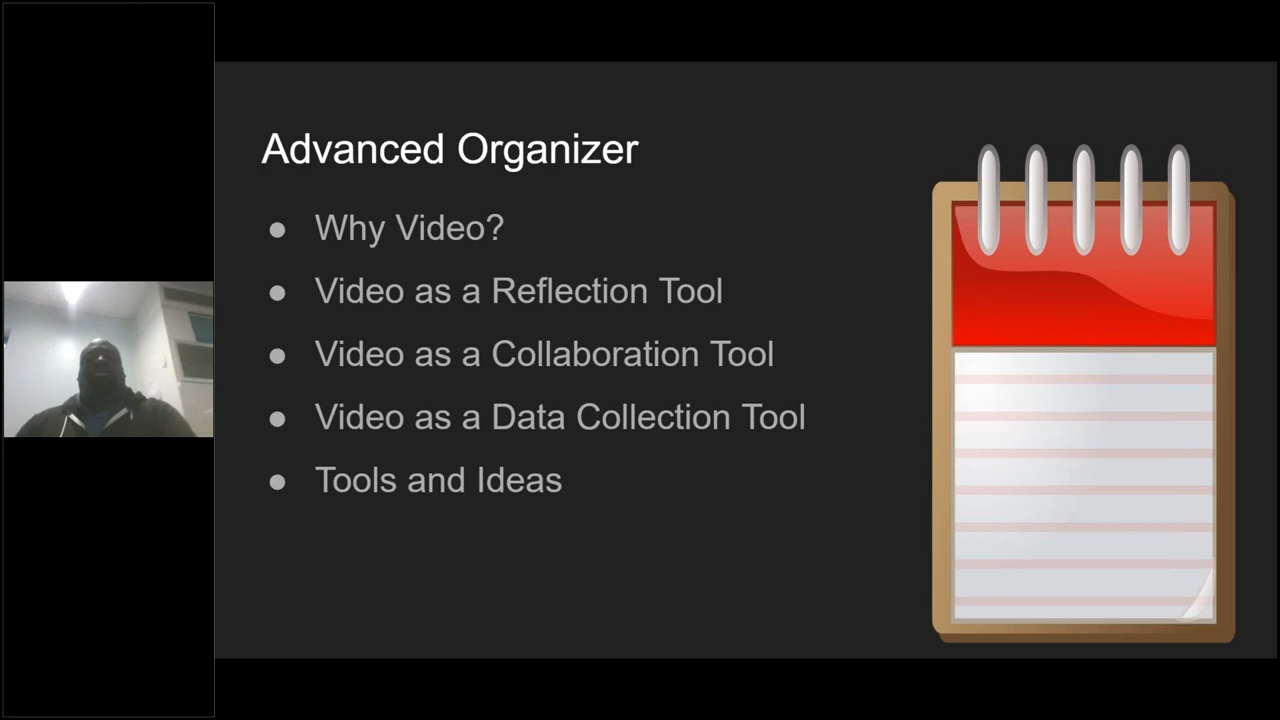 Advanced Organizer
● Why Video?
● Video as a Reflection Tool
● Video as a Collaboration Tool
● Video as a Data Collection Tool
● Tools and Ideas